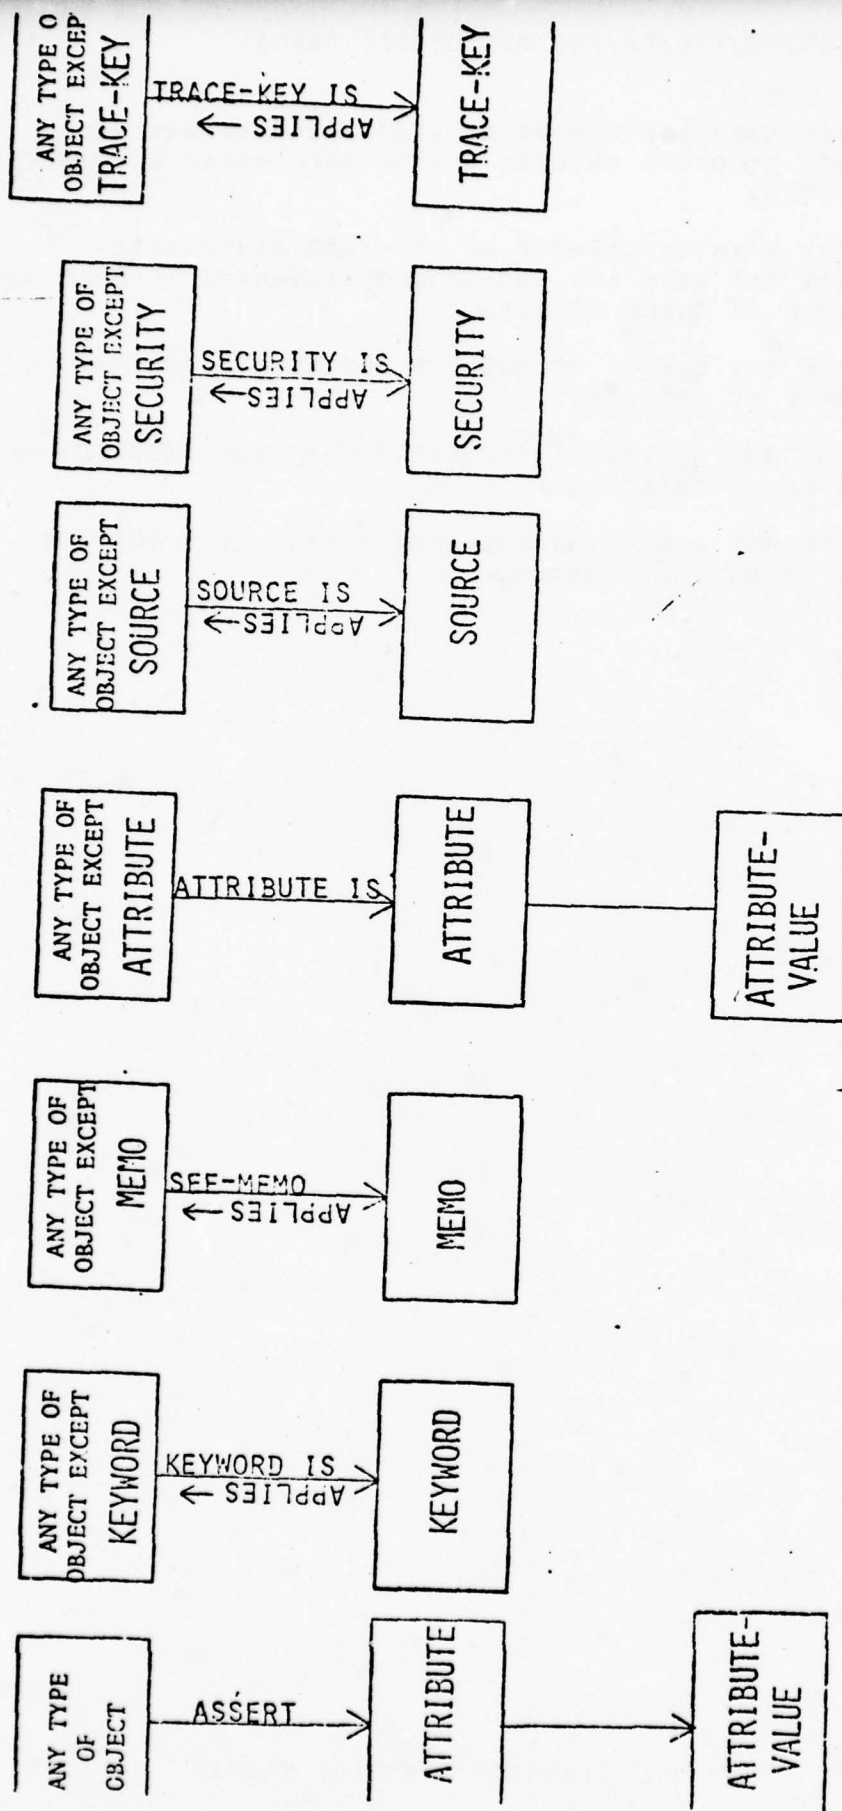 ANY TYPE O
OBJECT EXCEP
TRACE-KEY
TRACE-KEY IS
APPLIES
TRACE-KEY
ANY TYPE OF
OBJECT EXCEPT
SECURITY
SECURITY IS
APPLIES
SECURITY
ANY TYPE OF
OBJECT EXCEPT
SOURCE
SOURCE IS
APPLIES
SOURCE
ANY TYPE OF
OBJECT EXCEPT
ATTRIBUTE
ATTRIBUTE IS
ATTRIBUTE
ATTRIBUTE-
VALUE
ANY TYPE OF
OBJECT EXCEPT
MEMO
SEE-MEMO
APPLIES
MEMO
ANY TYPE OF
OBJECT EXCEPT
KEYWORD
KEYWORD IS
APPLIES
KEYWORD
ANY TYPE
OF
OBJECT
ASSERT
ATTRIBUTE
ATTRIBUTE-
VALUE